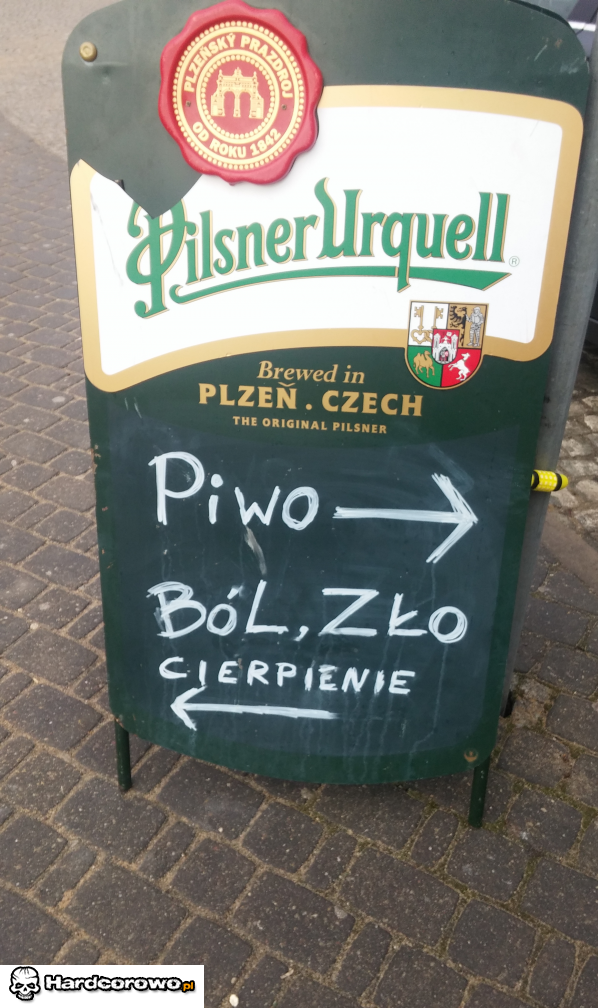 PLZEŇSKÝ PRAZDROJ
OD ROKU 1842
Pilsner Urquell®
Brewed in
PLZEŇ. CZECH
THE ORIGINAL PILSNER
Piwo →
BóL, ZŁO
CIERPIENIE
←
Hardcorowo.pl